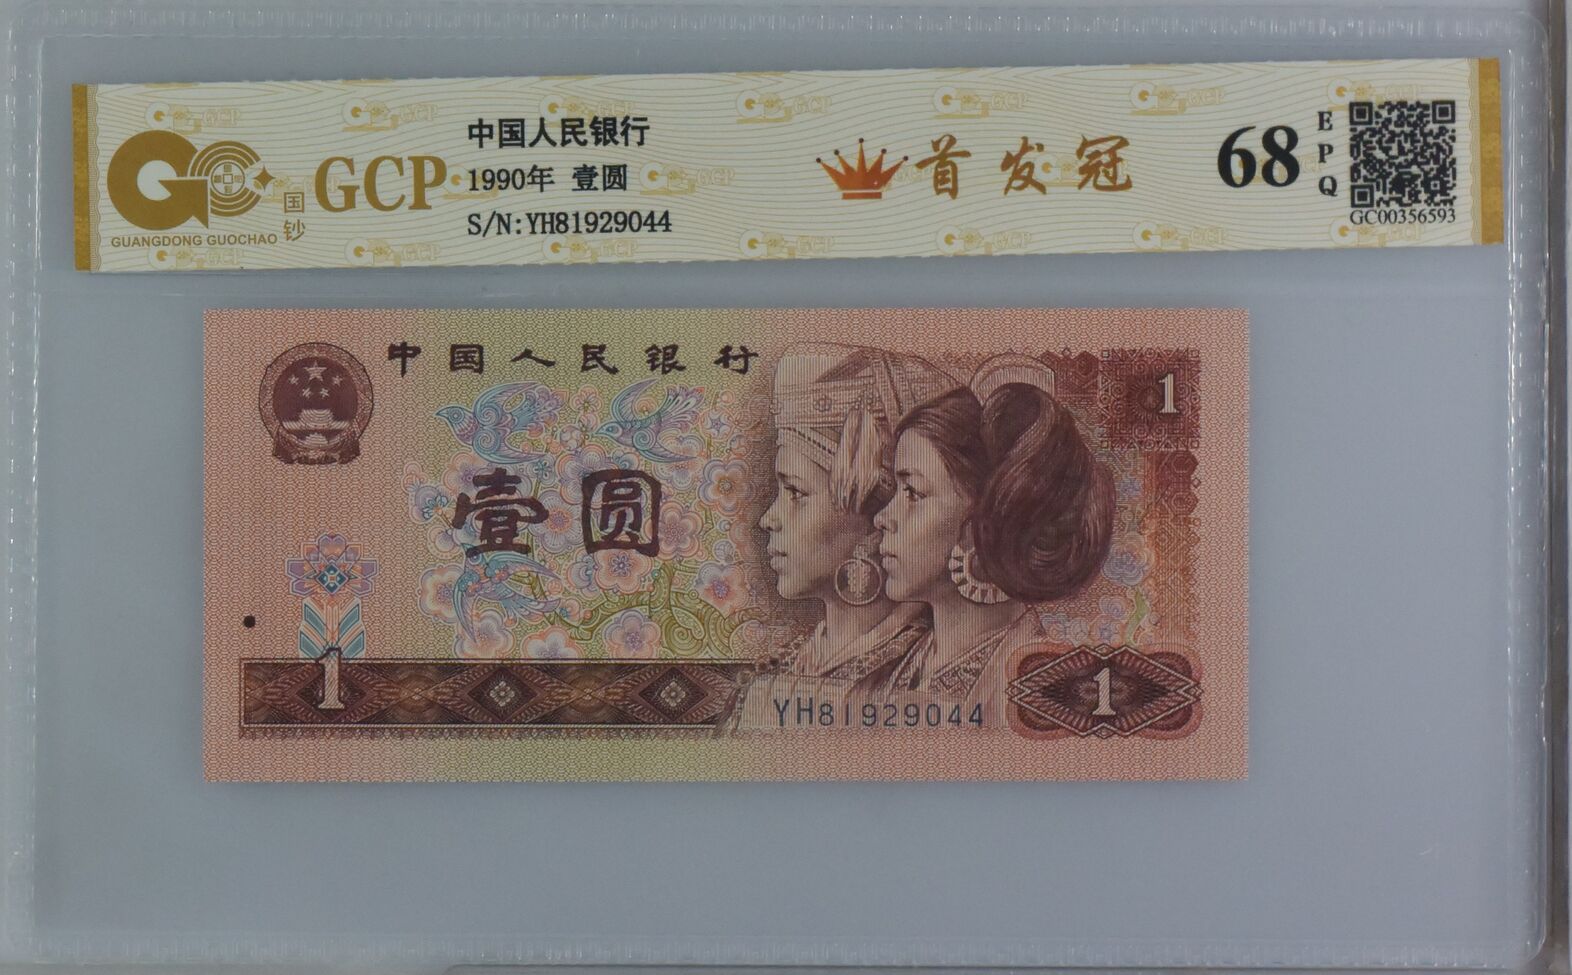 GCP
国钞
GUANGDONG GUOCHAO
中国人民银行
1990年 壹圆
S/N:YH81929044
首发冠
68
EPQ
GC00356593
中国人民银行
1
壹圆
1
YH81929044
1